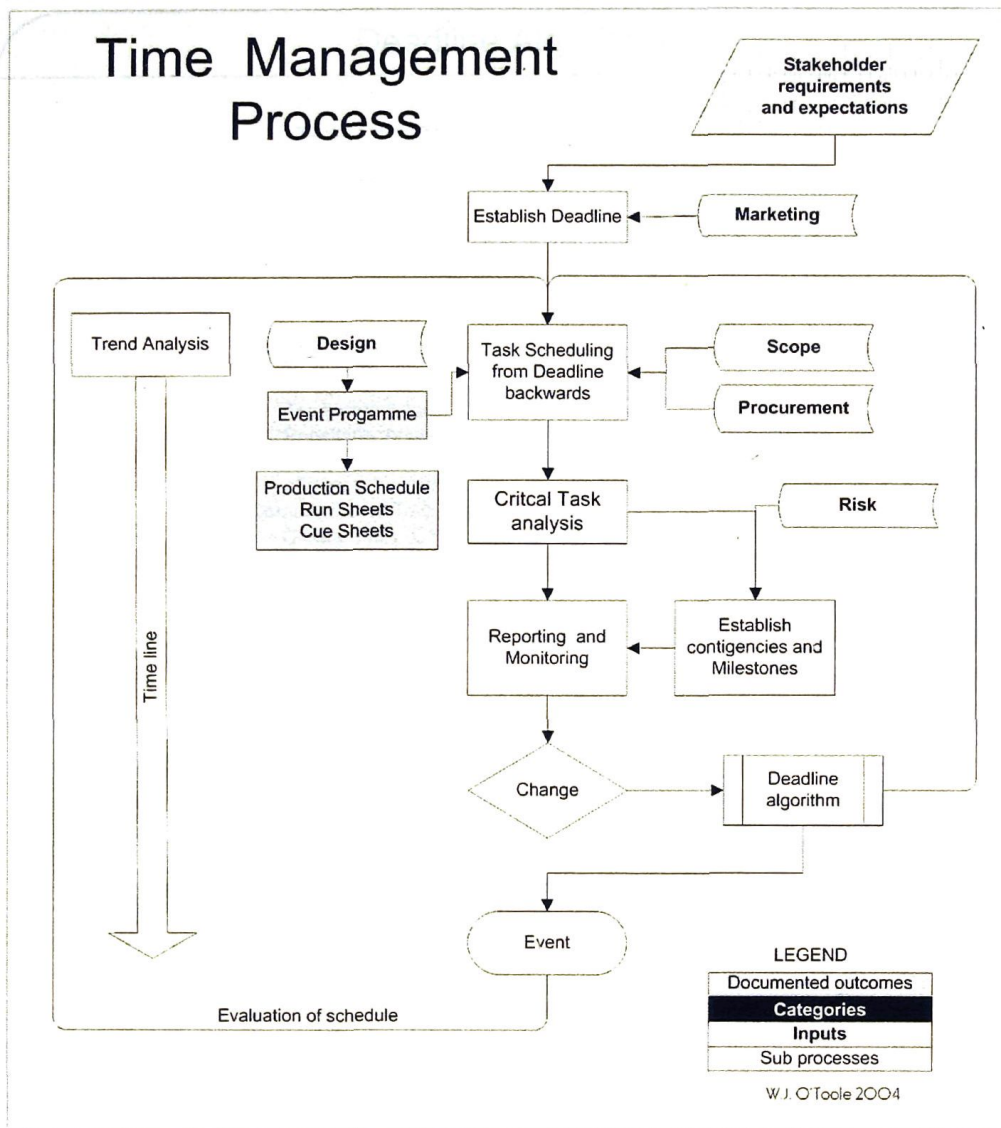 Time Management
Process
Stakeholder
requirements
and expectations
Establish Deadline
Marketing
Trend Analysis
Design
Task Scheduling
from Deadline
backwards
Scope
Event Progamme
Procurement
Production Schedule
Run Sheets
Cue Sheets
Critcal Task
analysis
Risk
Time line
Reporting and
Monitoring
Establish
contigencies and
Milestones
Change
Deadline
algorithm
Event
Evaluation of schedule
LEGEND
Documented outcomes
Categories
Inputs
Sub processes
W.J. O'Toole 2004